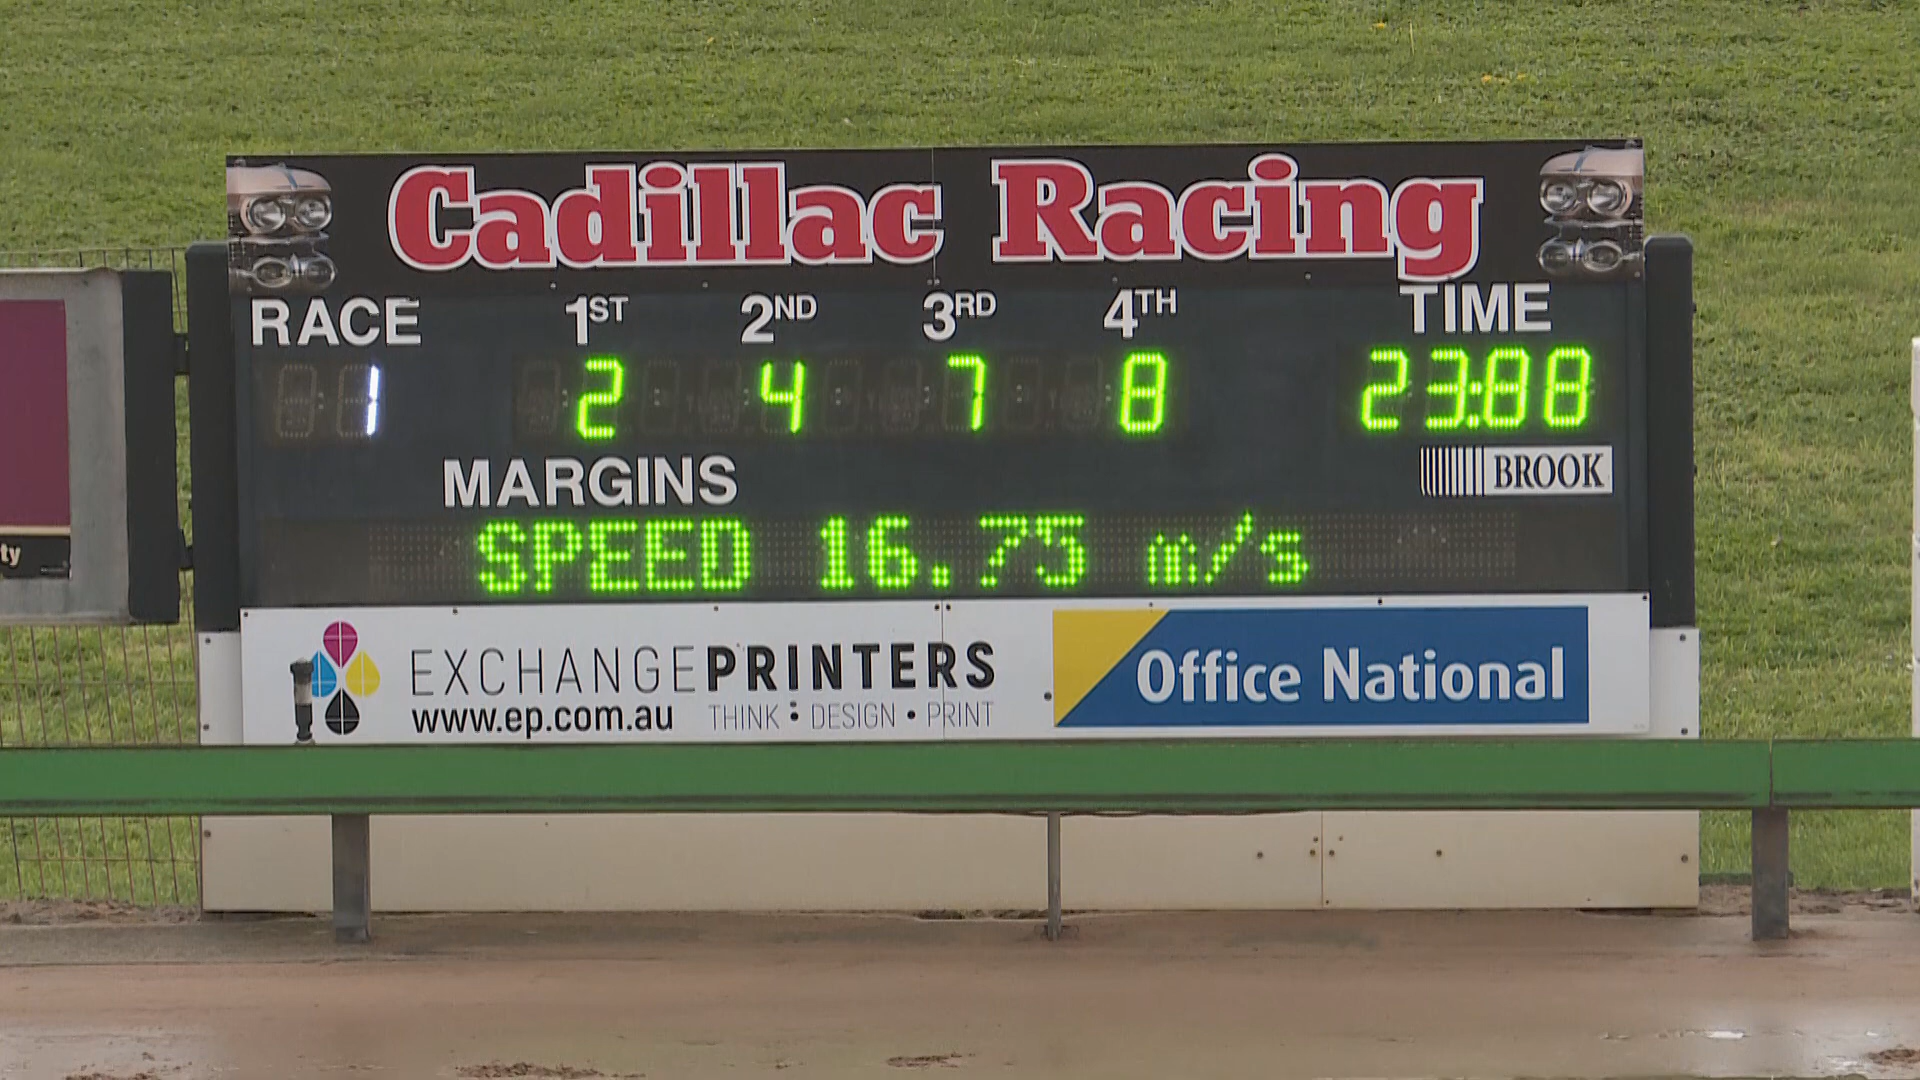 Cadillac Racing
RACE 1ST 2ND 3RD 4TH TIME
1 2 4 7 8 23:88
MARGINS
BROOK
SPEED 16.75 m/s
EXCHANGEPRINTERS
www.ep.com.au THINK • DESIGN • PRINT
Office National
ty